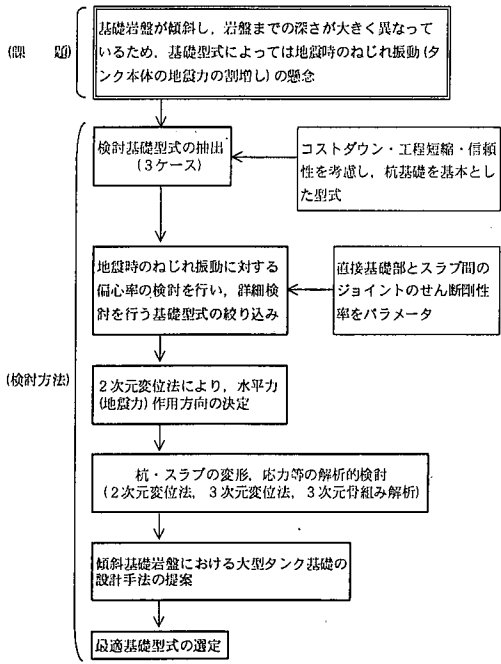 (課　題)
基礎岩盤が傾斜し，岩盤までの深さが大きく異なって
いるため，基礎型式によっては地震時のねじれ振動(タ
ンク本体の地震力の割増し)の懸念
検討基礎型式の抽出
(3ケース)
コストダウン・工程短縮・信頼
性を考慮し，杭基礎を基本とし
た型式
地震時のねじれ振動に対する
偏心率の検討を行い，詳細検
討を行う基礎型式の絞り込み
直接基礎部とスラブ間の
ジョイントのせん断剛性
率をパラメータ
(検討方法)
2次元変位法により，水平力
(地震力)作用方向の決定
杭・スラブの変形，応力等の解析的検討
(2次元変位法，3次元変位法，3次元骨組み解析)
傾斜基礎岩盤における大型タンク基礎の
設計手法の提案
最適基礎型式の選定